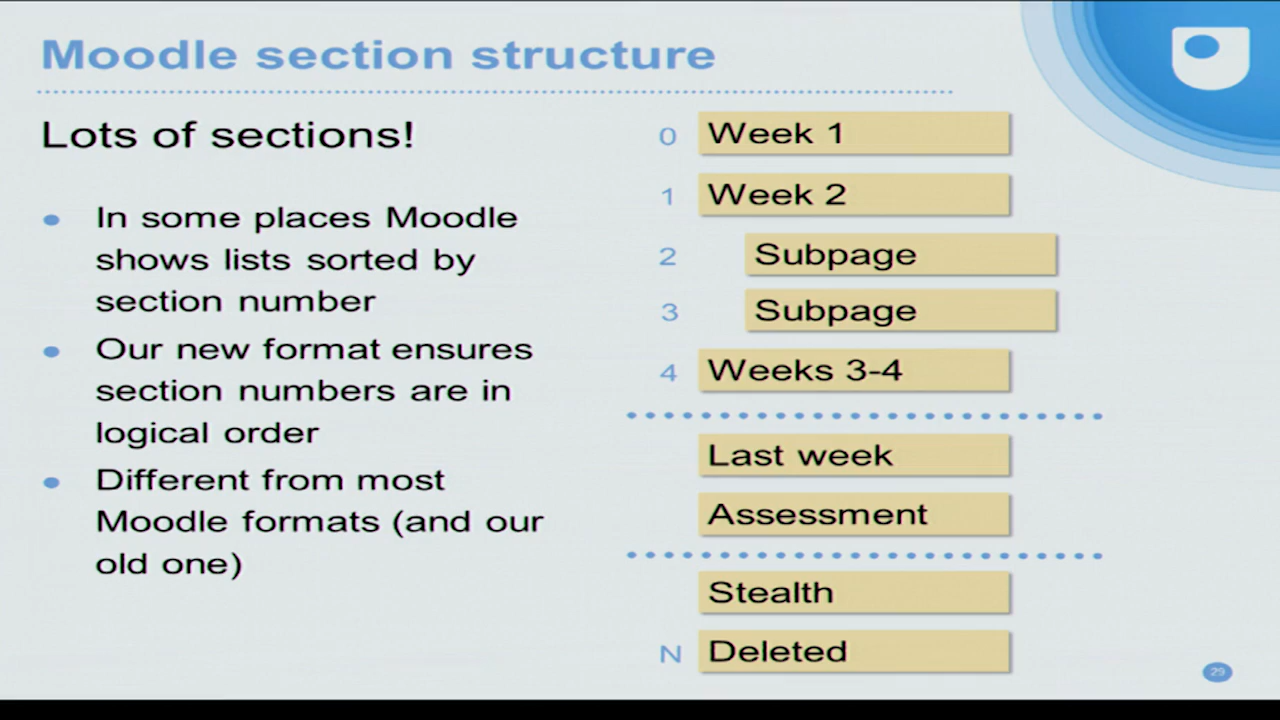 Moodle section structure
Lots of sections!
In some places Moodle
shows lists sorted by
section number
Our new format ensures
section numbers are in
logical order
Different from most
Moodle formats (and our
old one)
0 Week 1
1 Week 2
2 Subpage
3 Subpage
4 Weeks 3-4
Last week
Assessment
Stealth
N Deleted
29